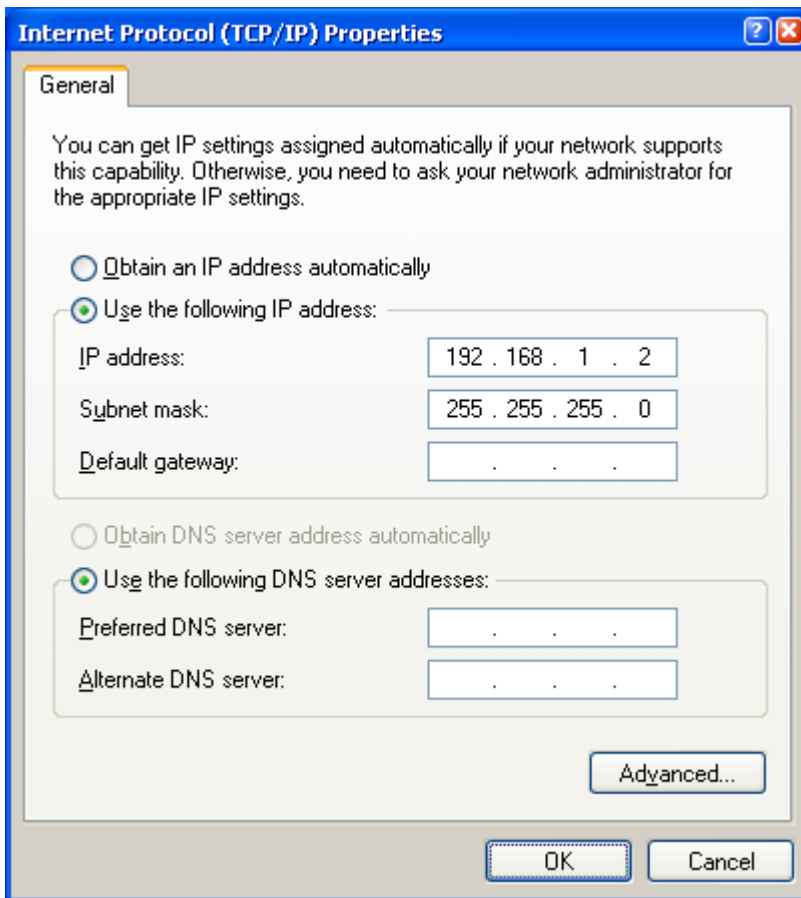 Internet Protocol (TCP/IP) Properties
General
You can get IP settings assigned automatically if your network supports
this capability. Otherwise, you need to ask your network administrator for
the appropriate IP settings.
Obtain an IP address automatically
Use the following IP address:
IP address: 192 . 168 . 1 . 2
Subnet mask: 255 . 255 . 255 . 0
Default gateway: . . .
Obtain DNS server address automatically
Use the following DNS server addresses:
Preferred DNS server: . . .
Alternate DNS server: . . .
Advanced...
OK Cancel